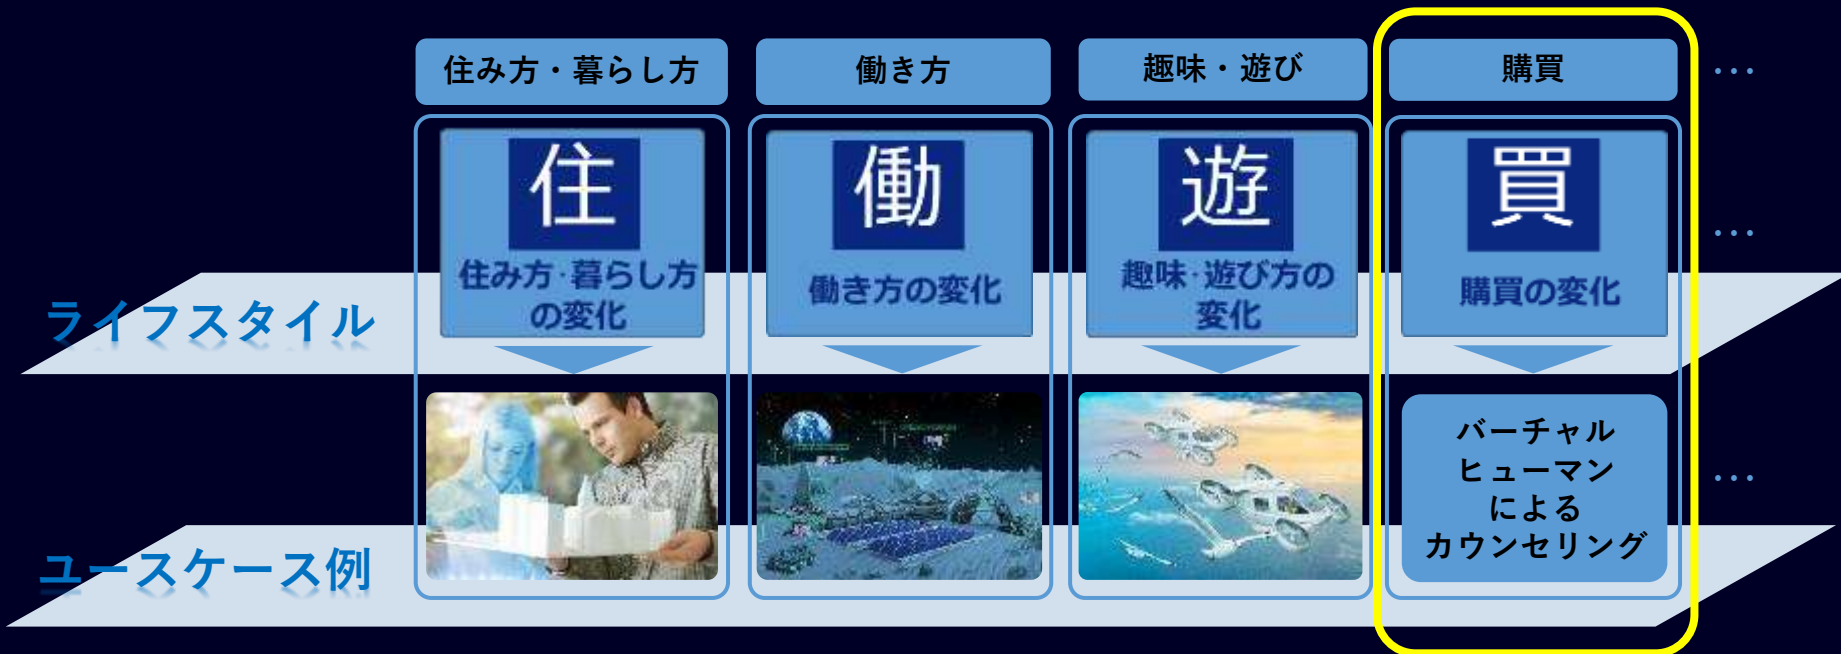 住み方・暮らし方
働き方
趣味・遊び
購買
…
住
働
遊
買
…
住み方・暮らし方
の変化
働き方の変化
趣味・遊び方の
変化
購買の変化
ライフスタイル
バーチャル
ヒューマン
による
カウンセリング
…
ユースケース例